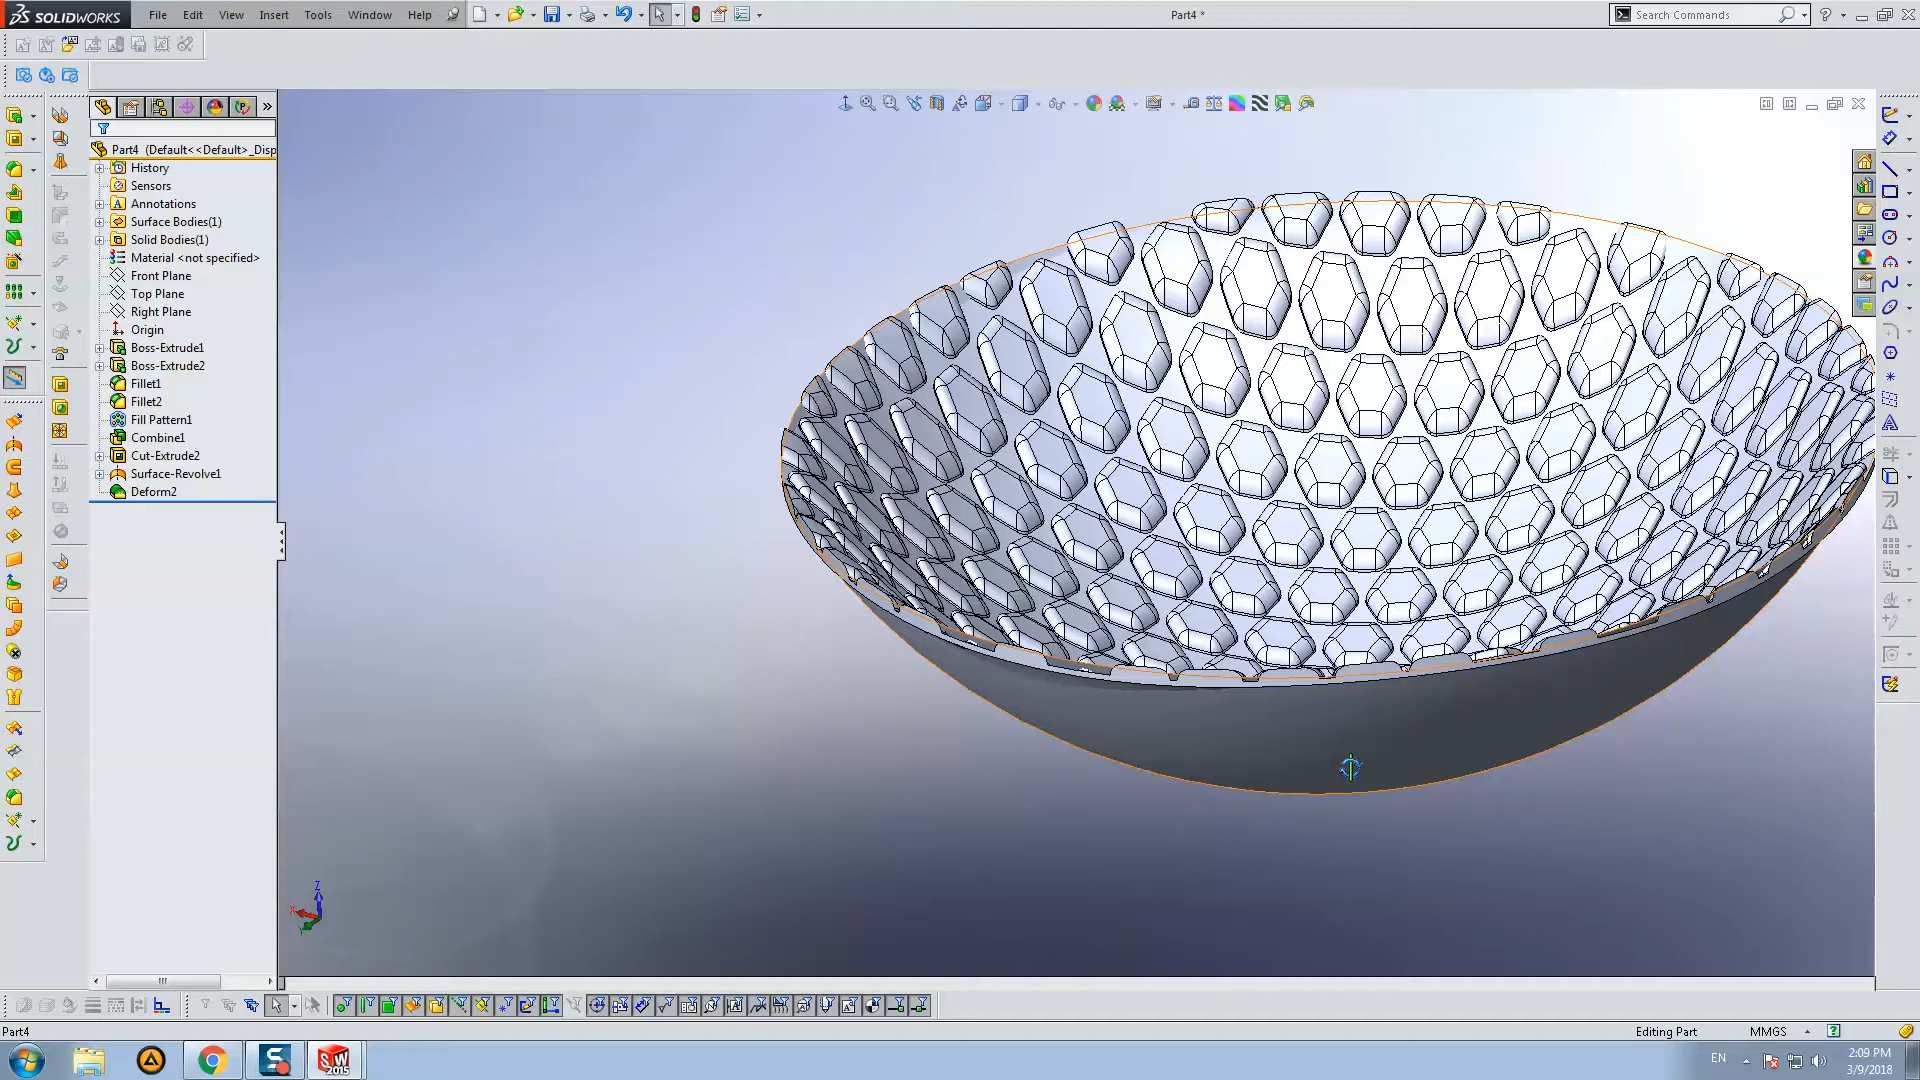 SOLIDWORKS File Edit View Insert Tools Window Help Part4 * Search Commands
Part4 (Default<<Default>_Disp
History
Sensors
Annotations
Surface Bodies(1)
Solid Bodies(1)
Material <not specified>
Front Plane
Top Plane
Right Plane
Origin
Boss-Extrude1
Boss-Extrude2
Fillet1
Fillet2
Fill Pattern1
Combine1
Cut-Extrude2
Surface-Revolve1
Deform2
Z
X
Y
Part4 Editing Part MMGS
SW
2015
EN 2:09 PM
3/9/2018